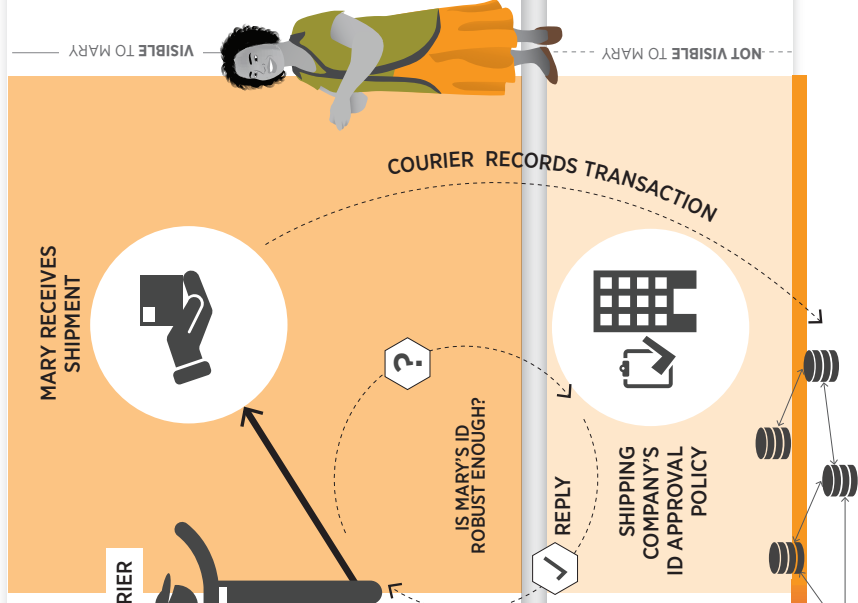 VISIBLE TO MARY
NOT VISIBLE TO MARY
COURIER RECORDS TRANSACTION
MARY RECEIVES
SHIPMENT
?
IS MARY'S ID
ROBUST ENOUGH?
REPLY
SHIPPING
COMPANY'S
ID APPROVAL
POLICY